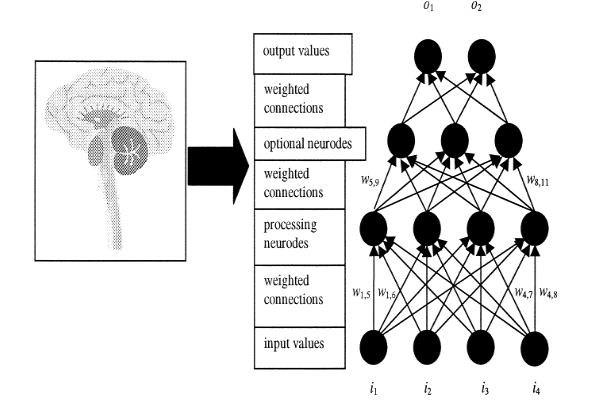 o1 o2
output values
weighted
connections
optional neurodes
weighted
connections
w5,9 w8,11
processing
neurodes
weighted
connections
w1,5 w1,6 w4,7 w4,8
input values
i1 i2 i3 i4